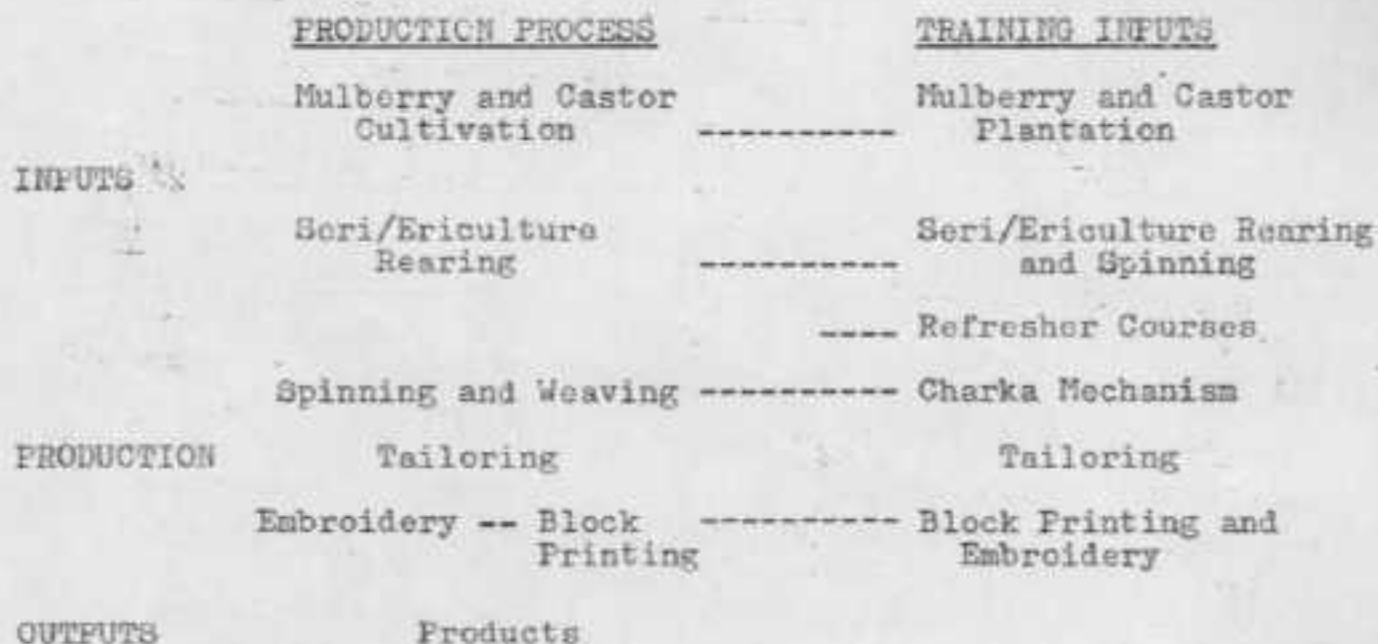 PRODUCTION PROCESS TRAINING INPUTS
Mulberry and Castor Mulberry and Castor
Cultivation ---------- Plantation
INPUTS
Seri/Ericulture Seri/Ericulture Rearing
Rearing ---------- and Spinning
---- Refresher Courses
Spinning and Weaving ---------- Charka Mechanism
PRODUCTION Tailoring Tailoring
Embroidery -- Block ---------- Block Printing and
Printing Embroidery
OUTPUTS Products